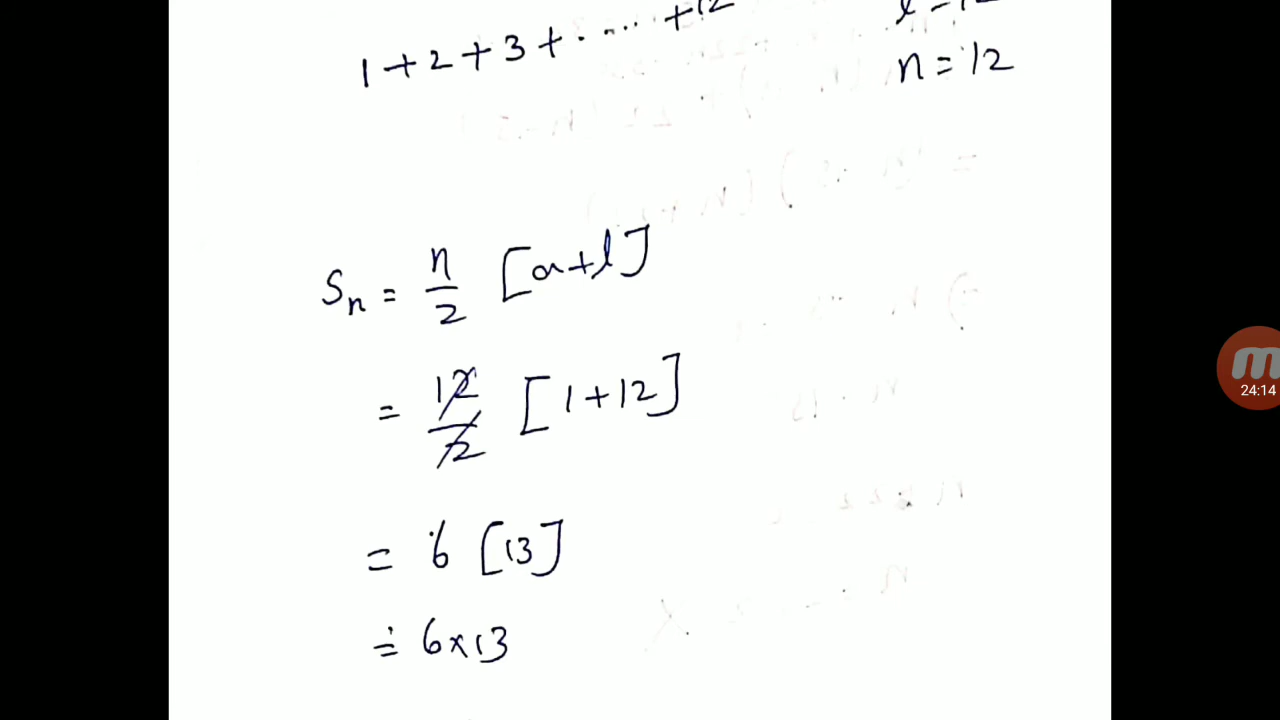 1+2+3+.....+12
n=12
Sn = n/2 [a+l]
= 12/2 [1+12]
= 6 [13]
= 6×13
24:14